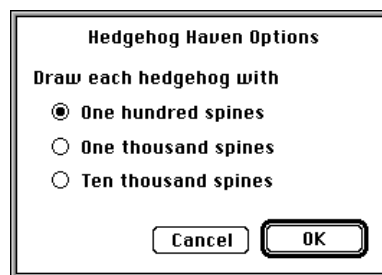 Hedgehog Haven Options
Draw each hedgehog with
One hundred spines
One thousand spines
Ten thousand spines
Cancel OK